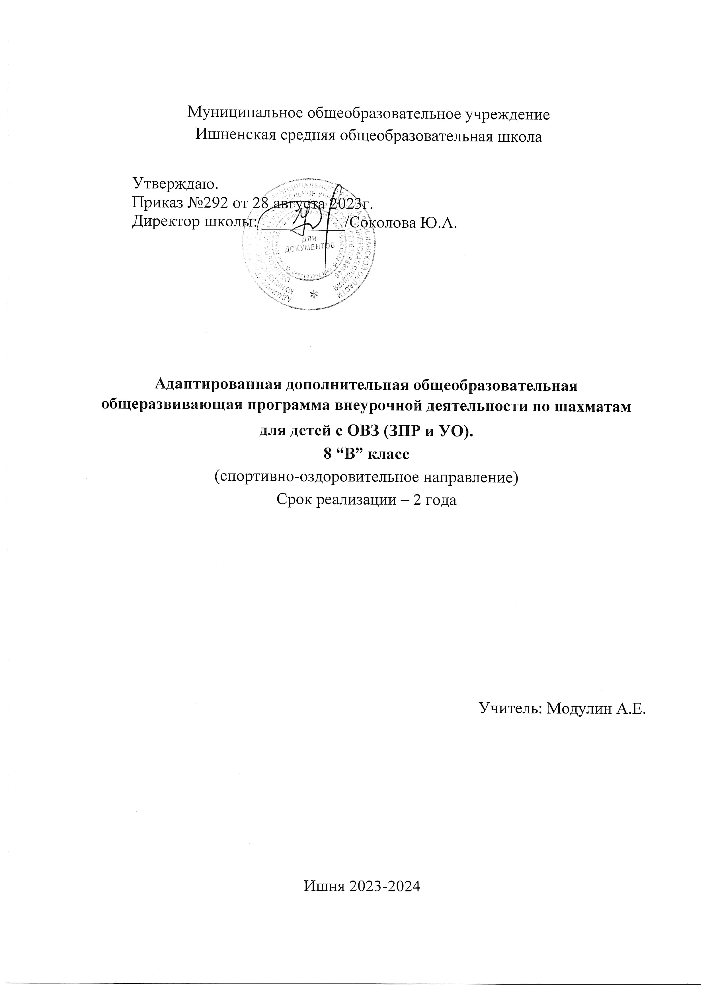 Муниципальное общеобразовательное учреждение
Ишненская средняя общеобразовательная школа
Утверждаю.
Приказ №292 от 28 августа 2023г.
Директор школы:__________/Соколова Ю.А.
ДЛЯ
ДОКУМЕНТОВ
Адаптированная дополнительная общеобразовательная
общеразвивающая программа внеурочной деятельности по шахматам
для детей с ОВЗ (ЗПР и УО).
8 “В” класс
(спортивно-оздоровительное направление)
Срок реализации – 2 года
Учитель: Модулин А.Е.
Ишня 2023-2024